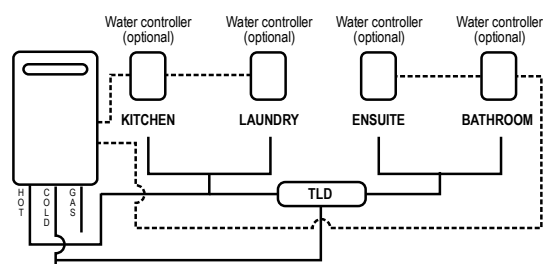 Water controller
(optional)
Water controller
(optional)
Water controller
(optional)
Water controller
(optional)
KITCHEN
LAUNDRY
ENSUITE
BATHROOM
HOT
COLD
GAS
TLD